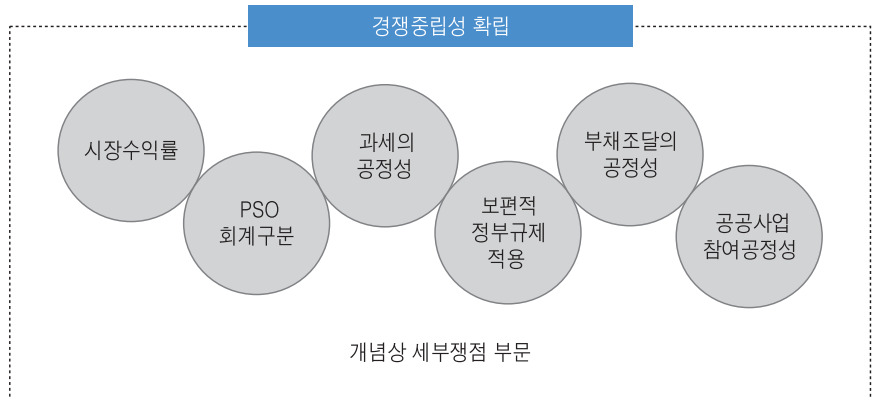 경쟁중립성 확립
시장수익률
PSO
회계구분
과세의
공정성
보편적
정부규제
적용
부채조달의
공정성
공공사업
참여공정성
개념상 세부쟁점 부문